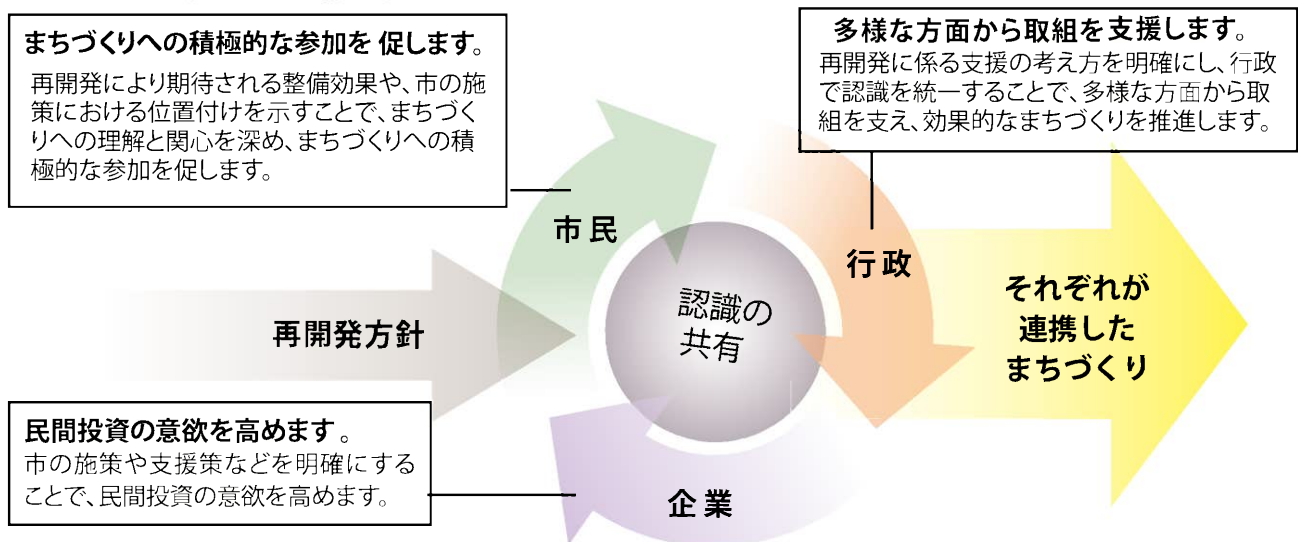 まちづくりへの積極的な参加を促します。
再開発により期待される整備効果や、市の施
策における位置付けを示すことで、まちづく
りへの理解と関心を深め、まちづくりへの積
極的な参加を促します。
多様な方面から取組を支援します。
再開発に係る支援の考え方を明確にし、行政
で認識を統一することで、多様な方面から取
組を支え、効果的なまちづくりを推進します。
市民
行政
認識の
共有
再開発方針
それぞれが
連携した
まちづくり
民間投資の意欲を高めます。
市の施策や支援策などを明確にする
ことで、民間投資の意欲を高めます。
企業